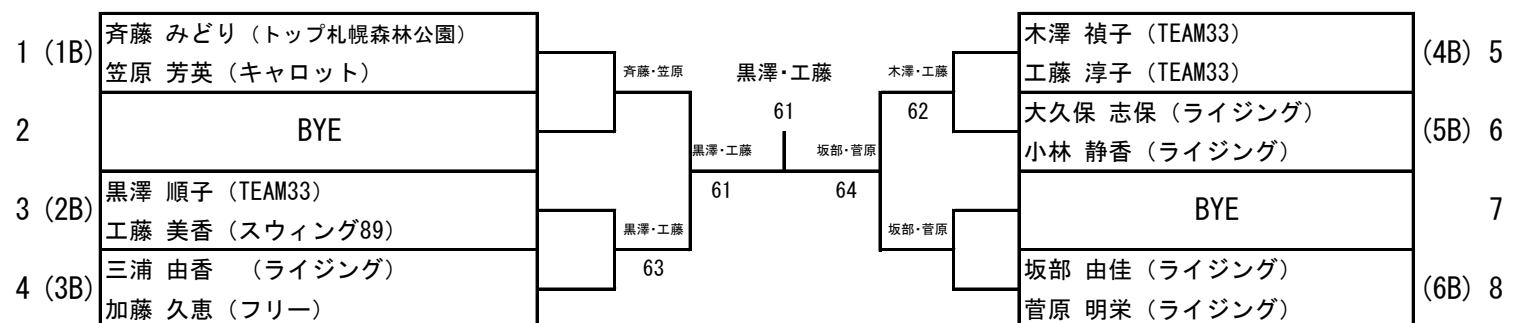 1 (1B) 斉藤 みどり (トップ札幌森林公園)
笠原 芳英 (キャロット)
2 BYE
3 (2B) 黒澤 順子 (TEAM33)
工藤 美香 (スウィング89)
4 (3B) 三浦 由香 (ライジング)
加藤 久恵 (フリー)
斉藤・笠原
黒澤・工藤
63
黒澤・工藤
61
黒澤・工藤
61
坂部・菅原
64
木澤・工藤
62
坂部・菅原
木澤 禎子 (TEAM33)
工藤 淳子 (TEAM33) (4B) 5
大久保 志保 (ライジング)
小林 静香 (ライジング) (5B) 6
BYE 7
坂部 由佳 (ライジング)
菅原 明栄 (ライジング) (6B) 8